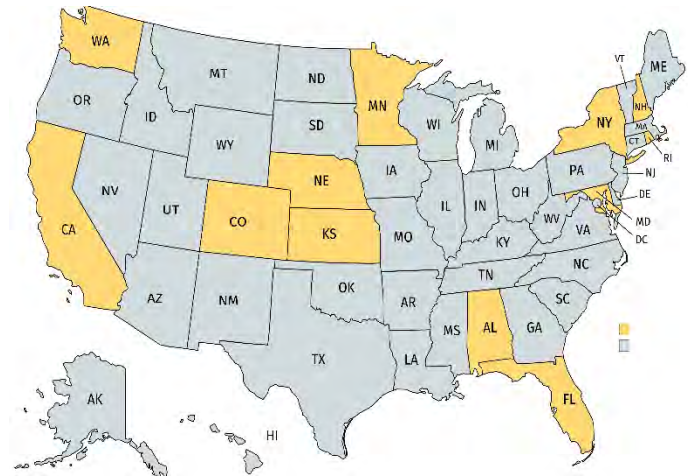 WA
MT
ND
MN
VT
ME
OR
ID
SD
WI
NH
NY
MA
WY
MI
CT
RI
IA
PA
NJ
NE
NV
OH
DE
UT
IL
IN
CO
MD
CA
WV
KS
MO
VA
DC
KY
NC
TN
OK
AZ
NM
AR
SC
MS
AL
GA
TX
LA
AK
FL
HI